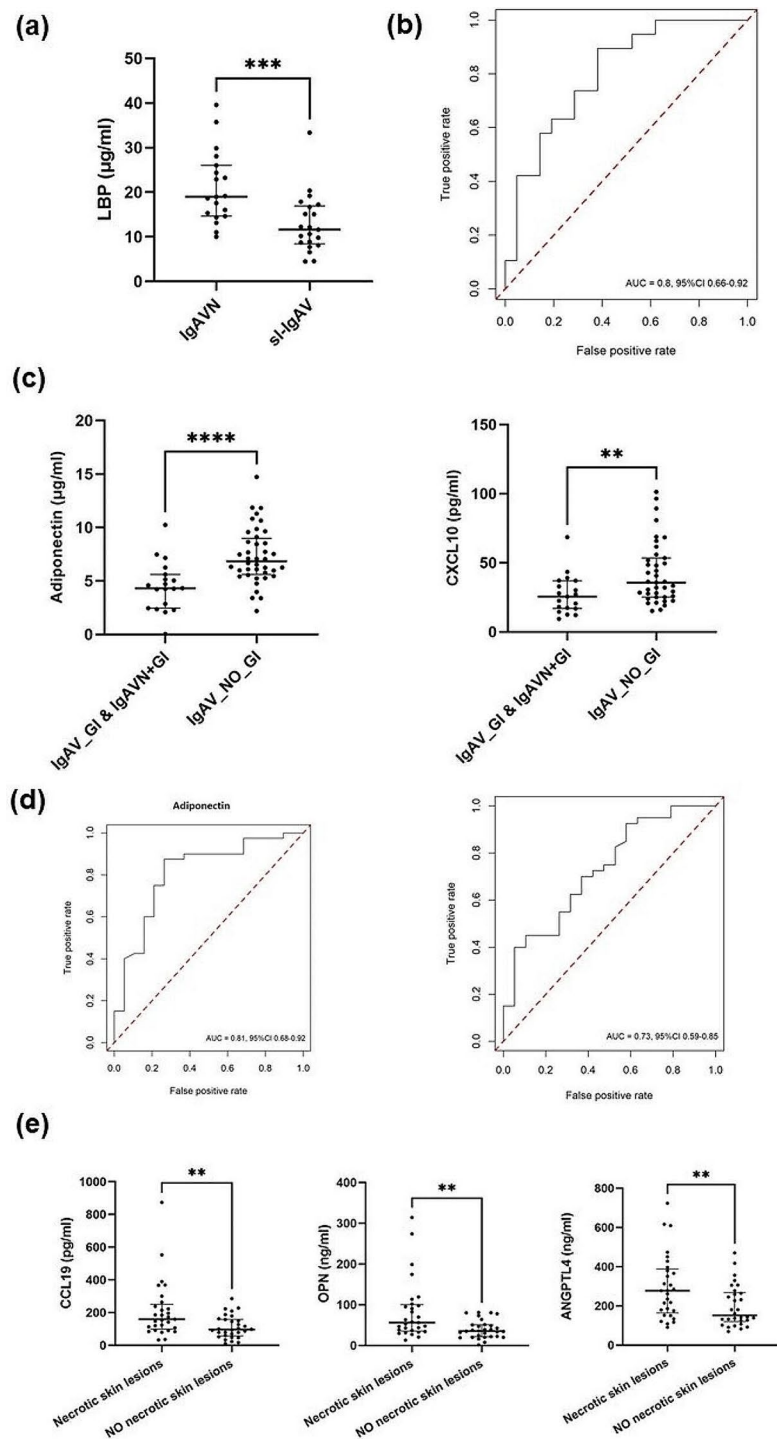 (a)
LBP (µg/ml)
50
40
30
20
10
0
***
IgAVN
sI-IgAV
(b)
True positive rate
1.0
0.8
0.6
0.4
0.2
0.0
AUC = 0.8, 95%CI 0.66-0.92
0.0 0.2 0.4 0.6 0.8 1.0
False positive rate
(c)
Adiponectin (µg/ml)
20
15
10
5
0
****
IgAV_GI & IgAVN+GI
IgAV_NO_GI
CXCL10 (pg/ml)
150
100
50
0
**
IgAV_GI & IgAVN+GI
IgAV_NO_GI
(d)
Adiponectin
True positive rate
1.0
0.8
0.6
0.4
0.2
0.0
AUC = 0.81, 95%CI 0.68-0.92
0.0 0.2 0.4 0.6 0.8 1.0
False positive rate
True positive rate
1.0
0.8
0.6
0.4
0.2
0.0
AUC = 0.73, 95%CI 0.59-0.85
0.0 0.2 0.4 0.6 0.8 1.0
False positive rate
(e)
CCL19 (pg/ml)
1000
800
600
400
200
0
**
Necrotic skin lesions
NO necrotic skin lesions
OPN (ng/ml)
400
300
200
100
0
**
Necrotic skin lesions
NO necrotic skin lesions
ANGPTL4 (ng/ml)
800
600
400
200
0
**
Necrotic skin lesions
NO necrotic skin lesions